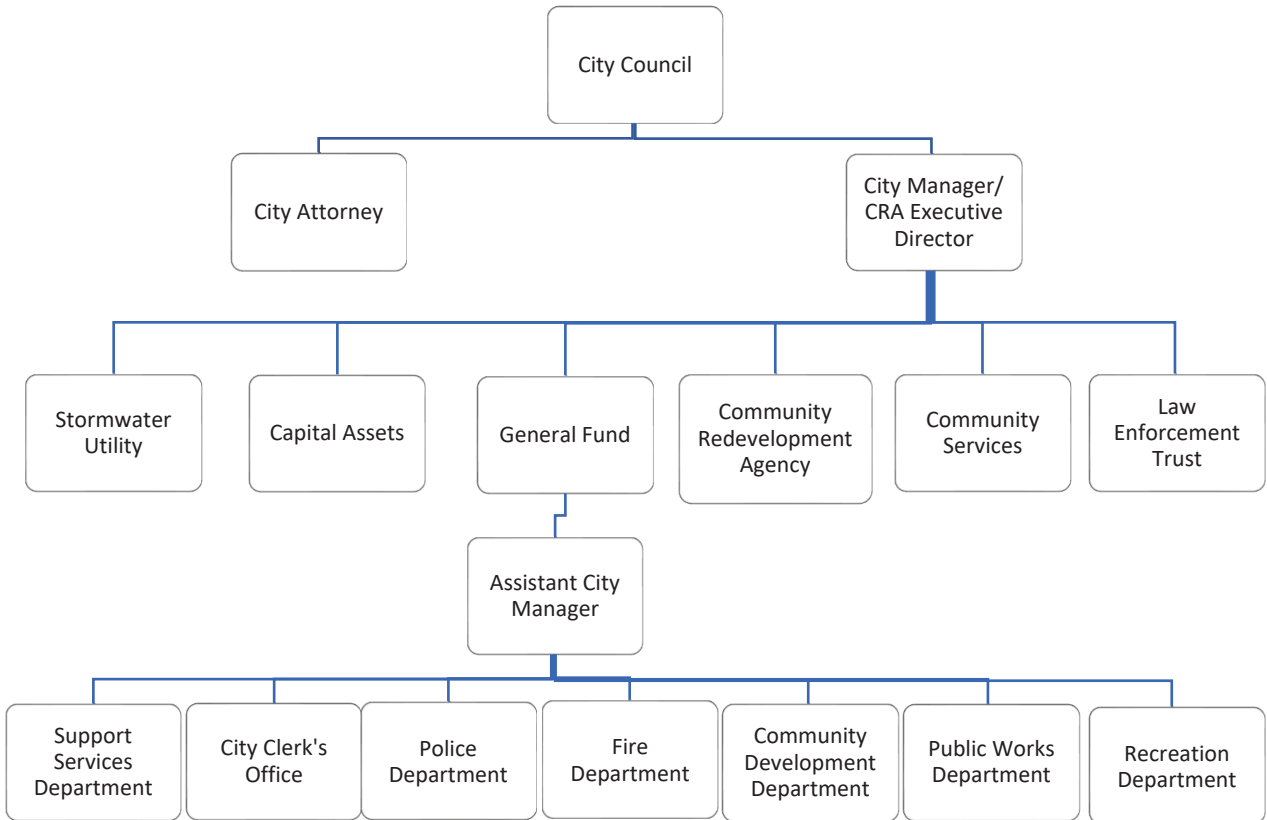 City Council
City Attorney
City Manager/
CRA Executive
Director
Stormwater
Utility
Capital Assets
General Fund
Community
Redevelopment
Agency
Community
Services
Law
Enforcement
Trust
Assistant City
Manager
Support
Services
Department
City Clerk's
Office
Police
Department
Fire
Department
Community
Development
Department
Public Works
Department
Recreation
Department